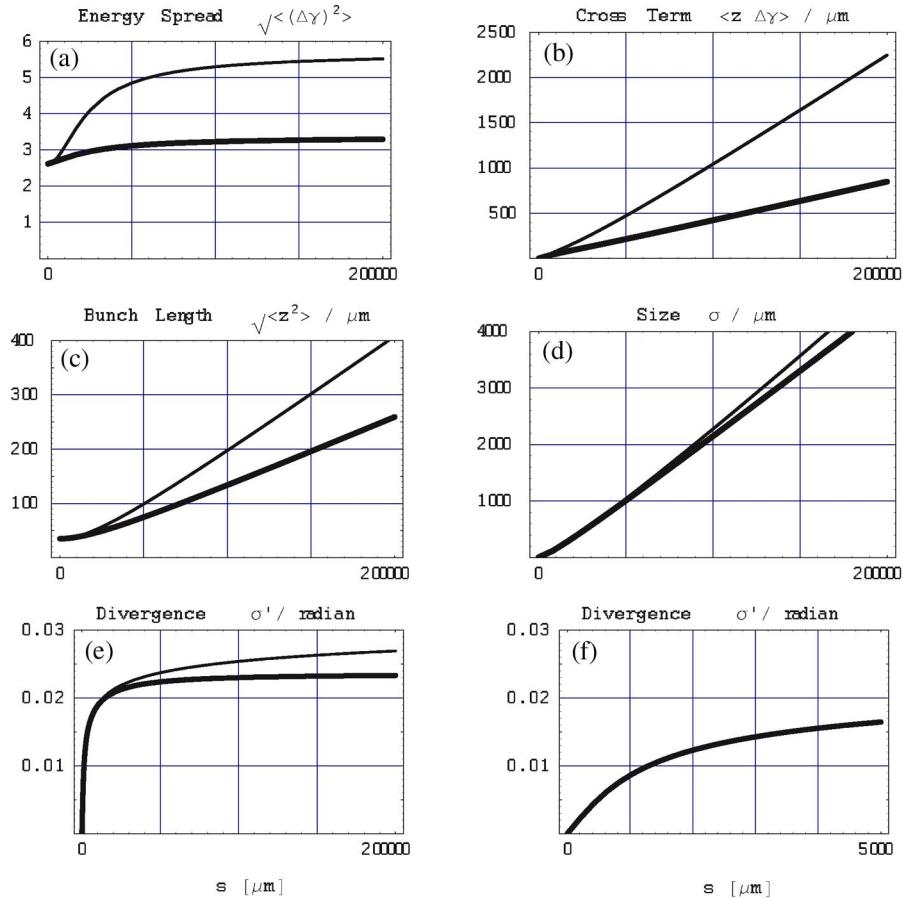 Energy Spread √<(Δγ)²>
(a)
6
5
4
3
2
1
0
200000
Cross Term <z Δγ> / μm
(b)
2500
2000
1500
1000
500
0
200000
Bunch Length √<z²> / μm
(c)
400
300
200
100
0
200000
Size σ / μm
(d)
4000
3000
2000
1000
0
200000
Divergence σ'/ radian
(e)
0.03
0.02
0.01
0
200000
s [μm]
Divergence σ'/ radian
(f)
0.03
0.02
0.01
0
5000
s [μm]